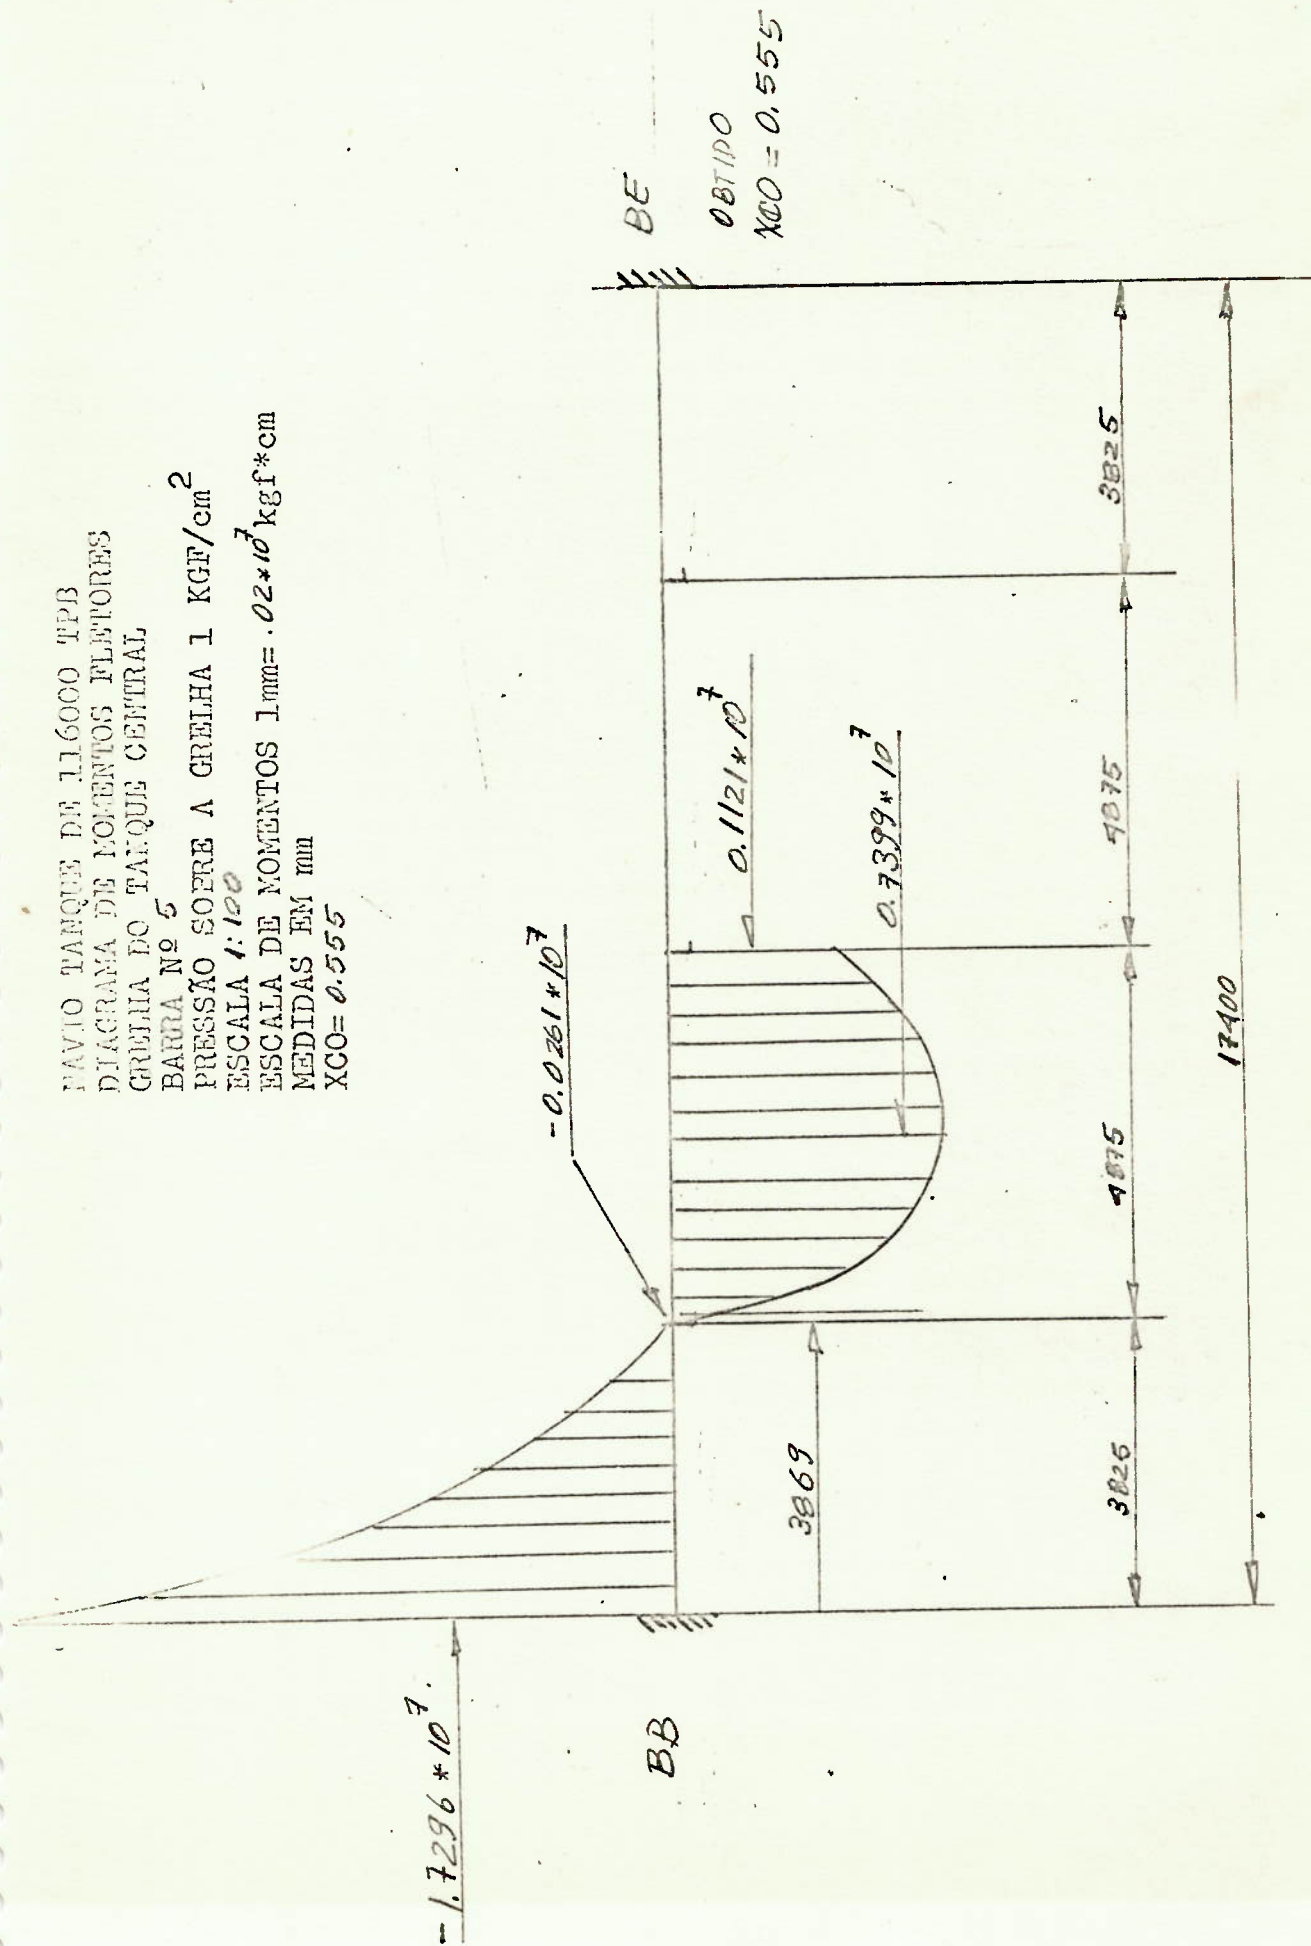 NAVIO TANQUE DE 116000 TPB
DIAGRAMA DE MOMENTOS FLETORES
GRELHA DO TANQUE CENTRAL
BARRA Nº 5
PRESSÃO SOBRE A GRELHA 1 KGF/cm²
ESCALA 1:100
ESCALA DE MOMENTOS 1mm= .02*10⁷ kgf*cm
MEDIDAS EM mm
XCO= 0.555
-1.7296*10⁷.
-0.0261*10⁷
BB
BE
OBTIDO
XCO = 0.555
0.1121*10⁷
0.7399*10⁷
3869
3825
4875
4875
3825
17400